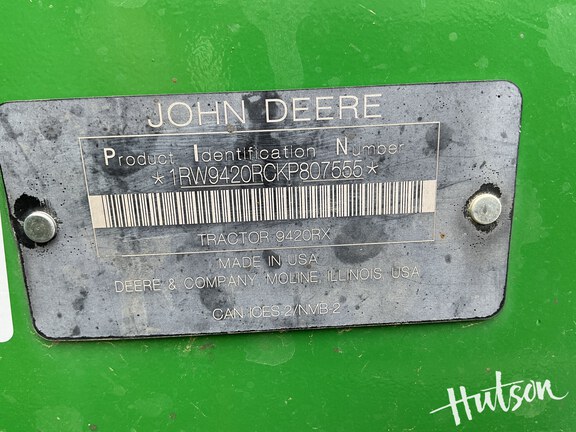 JOHN DEERE
Product Identification Number
*1RW9420RCKP807555*
TRACTOR-9420RX
MADE IN USA
DEERE & COMPANY MOLINE, ILLINOIS USA
CAN ICES-2/NMB-2
Hutson